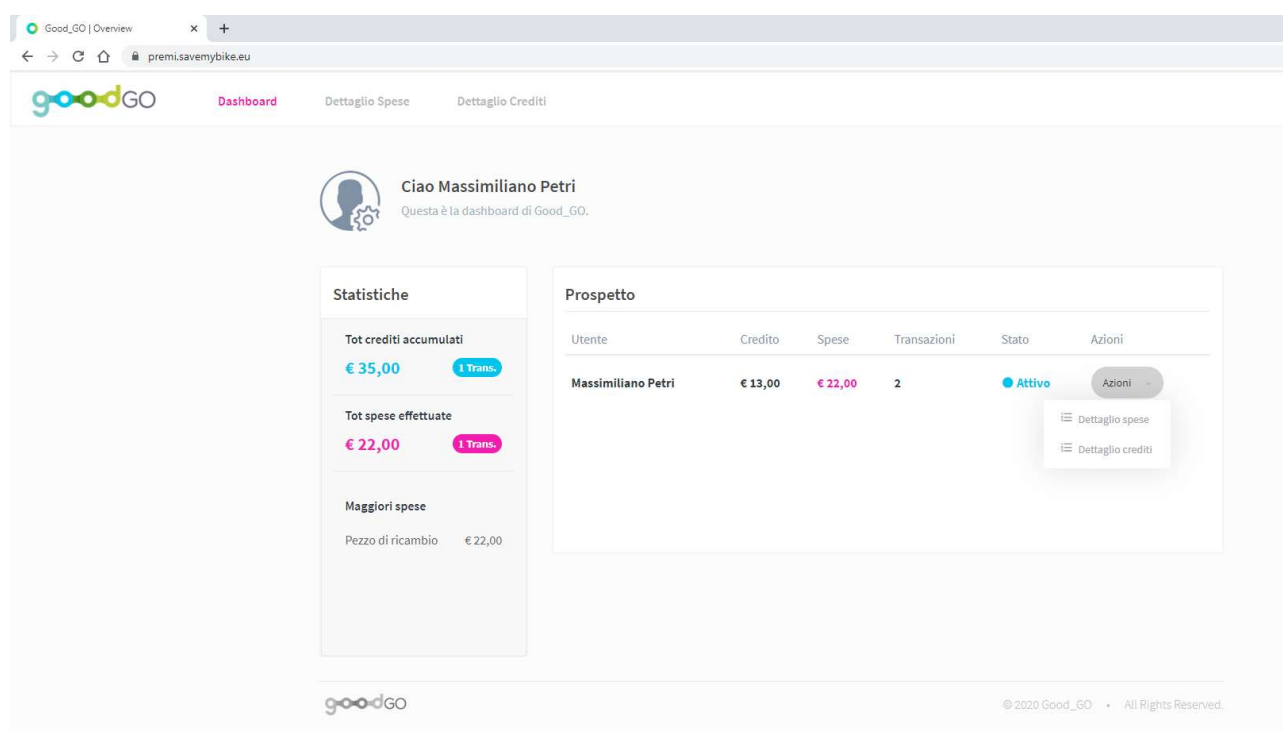 Good_GO | Overview
premi.savemybike.eu
goodGO Dashboard Dettaglio Spese Dettaglio Crediti
Ciao Massimiliano Petri
Questa è la dashboard di Good_GO.
Statistiche
Tot crediti accumulati
€ 35,00 1 Trans.
Tot spese effettuate
€ 22,00 1 Trans.
Maggiori spese
Pezzo di ricambio € 22,00
Prospetto
Utente Credito Spese Transazioni Stato Azioni
Massimiliano Petri € 13,00 € 22,00 2 Attivo Azioni
Dettaglio spese
Dettaglio crediti
goodGO © 2020 Good_GO • All Rights Reserved.